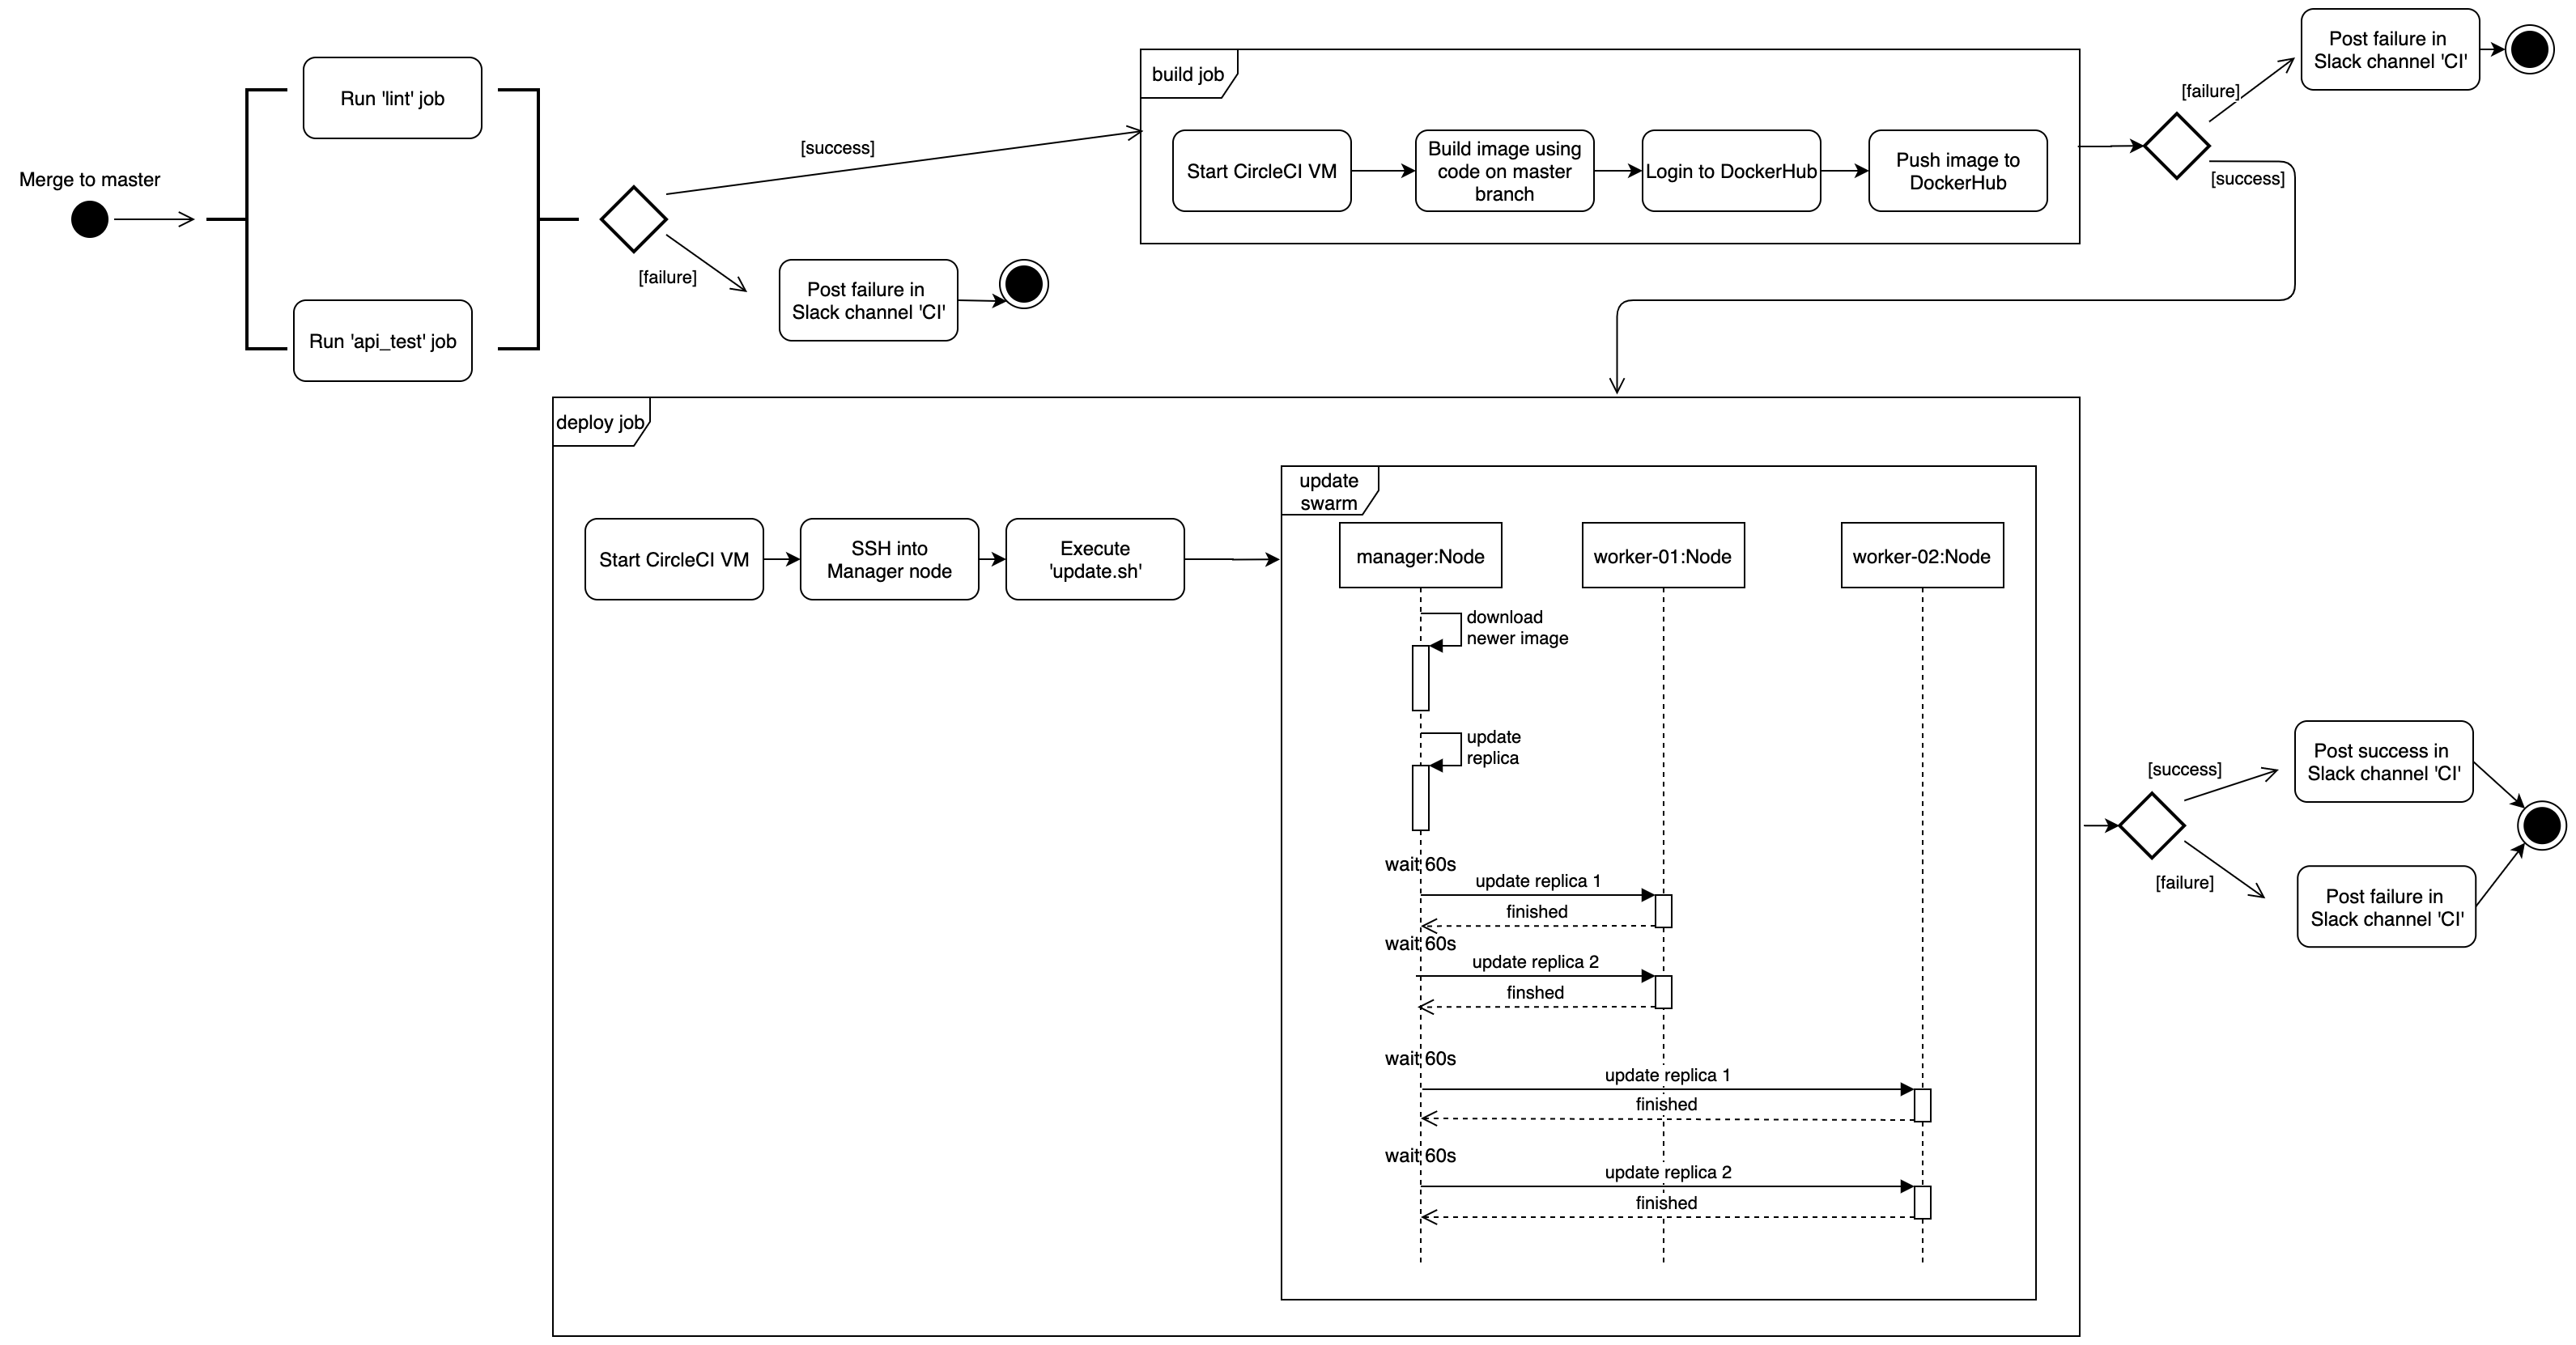 Merge to master
Run 'lint' job
Run 'api_test' job
[success]
[failure]
Post failure in
Slack channel 'CI'
build job
Start CircleCI VM
Build image using
code on master
branch
Login to DockerHub
Push image to
DockerHub
[failure]
Post failure in
Slack channel 'CI'
[success]
deploy job
Start CircleCI VM
SSH into
Manager node
Execute
'update.sh'
update
swarm
manager:Node
worker-01:Node
worker-02:Node
download
newer image
update
replica
wait 60s
update replica 1
finished
wait 60s
update replica 2
finshed
wait 60s
update replica 1
finished
wait 60s
update replica 2
finished
[success]
Post success in
Slack channel 'CI'
[failure]
Post failure in
Slack channel 'CI'